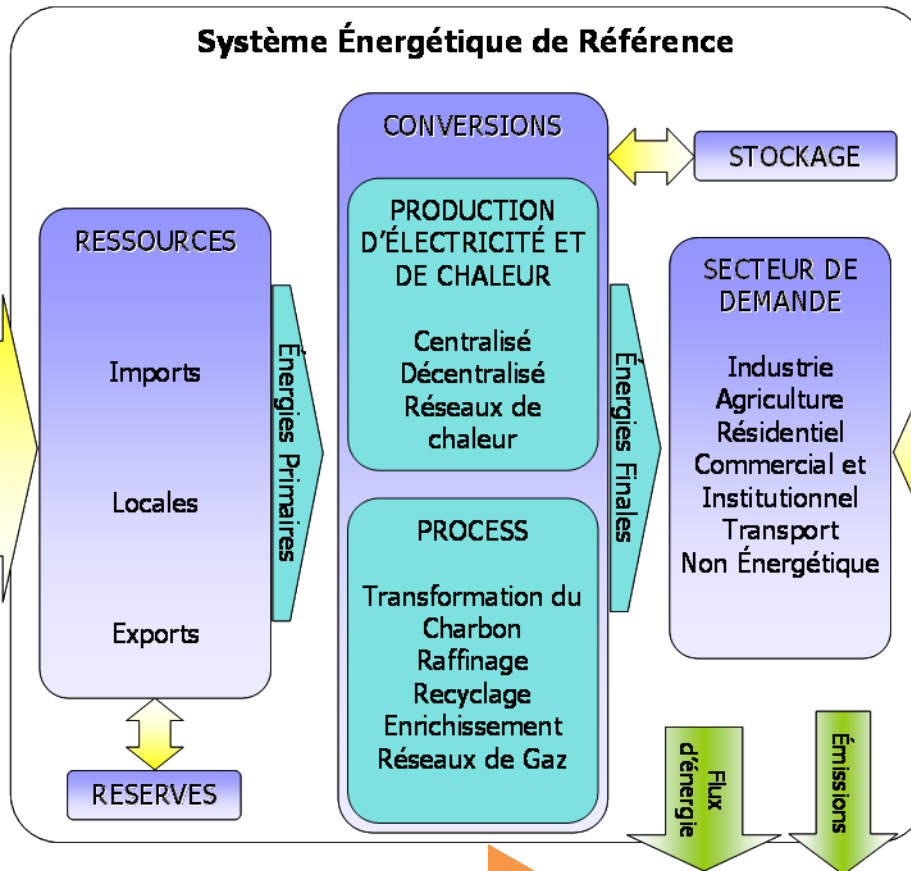 Système Énergétique de Référence
RESSOURCES
Imports
Locales
Exports
RESERVES
Énergies Primaires
CONVERSIONS
PRODUCTION
D'ÉLECTRICITÉ ET
DE CHALEUR
Centralisé
Décentralisé
Réseaux de
chaleur
PROCESS
Transformation du
Charbon
Raffinage
Recyclage
Enrichissement
Réseaux de Gaz
Énergies Finales
STOCKAGE
SECTEUR DE
DEMANDE
Industrie
Agriculture
Résidentiel
Commercial et
Institutionnel
Transport
Non Énergétique
Flux
d'énergie
Émissions